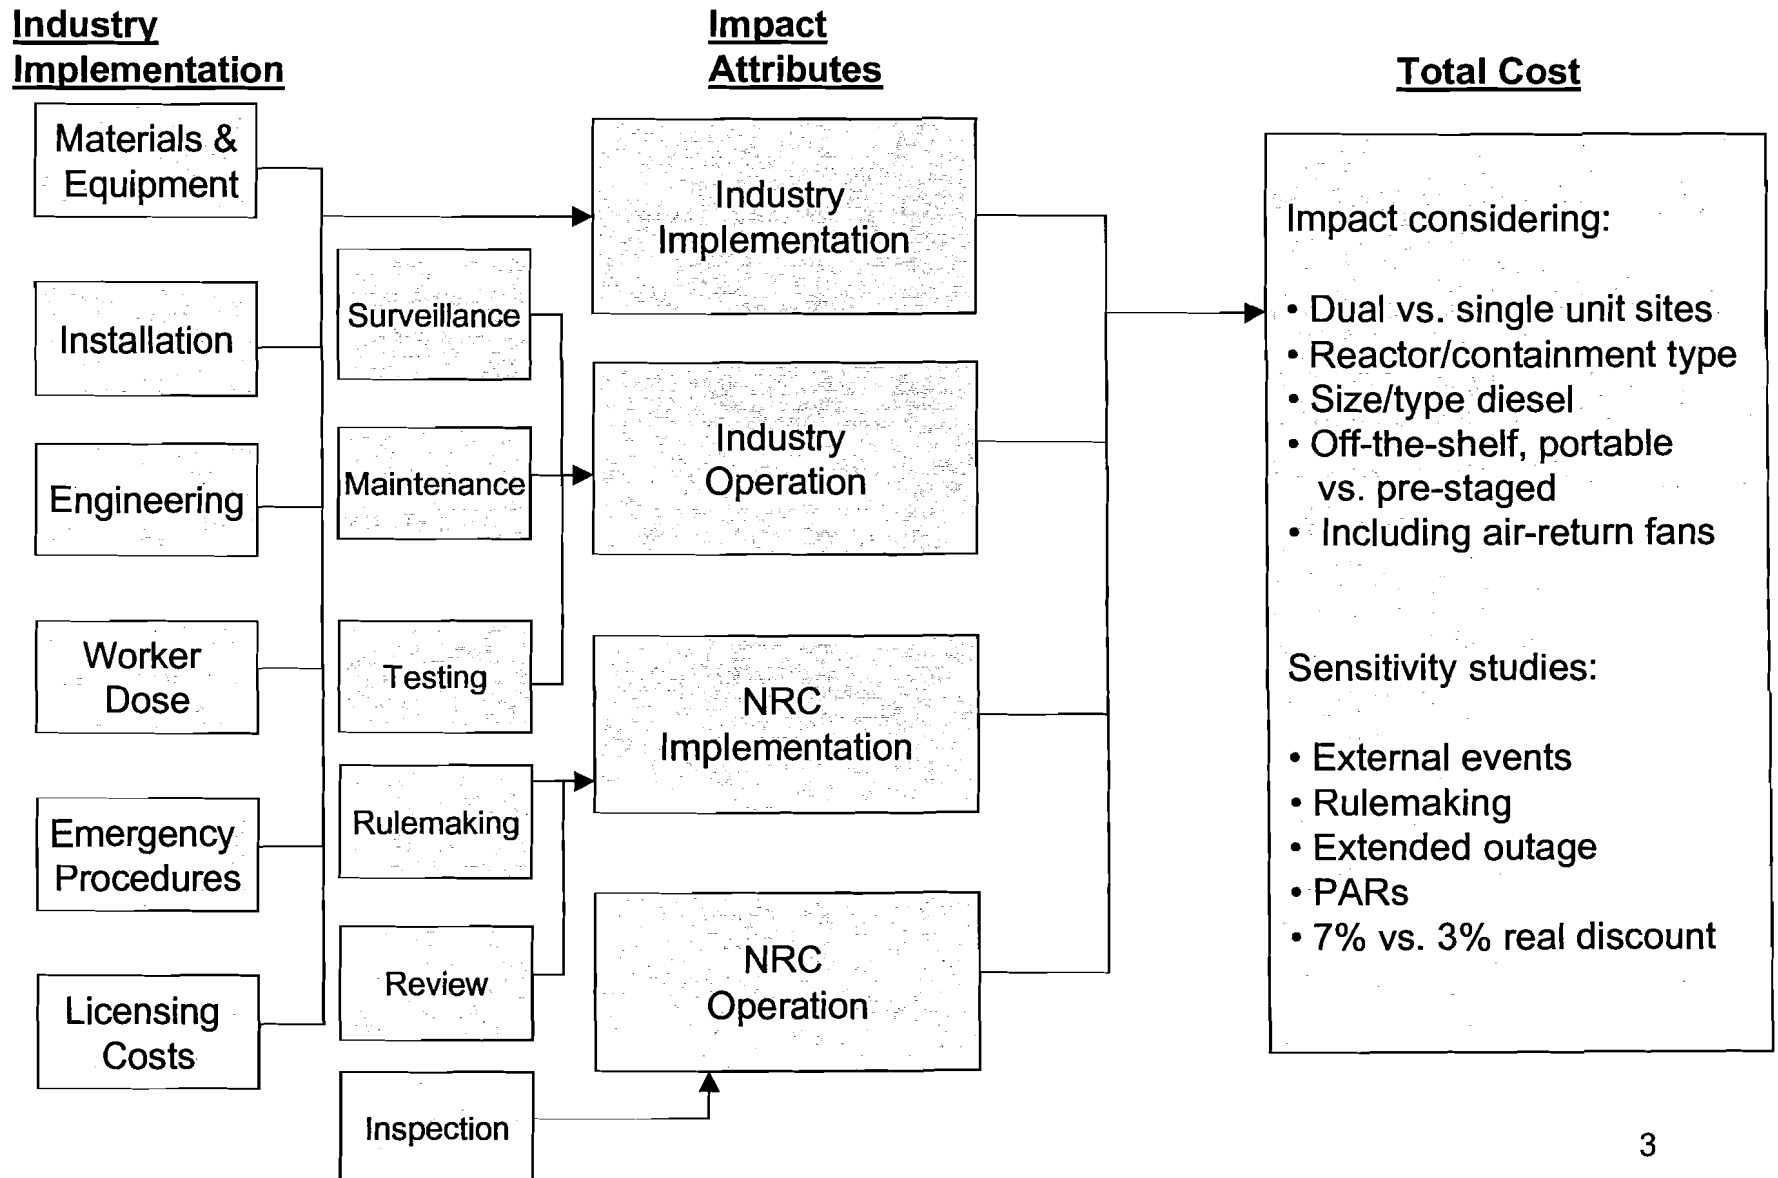 Industry
Implementation
Materials &
Equipment
Installation
Engineering
Worker
Dose
Emergency
Procedures
Licensing
Costs
Surveillance
Maintenance
Testing
Rulemaking
Review
Inspection
Impact
Attributes
Industry
Implementation
Industry
Operation
NRC
Implementation
NRC
Operation
Total Cost
Impact considering:
• Dual vs. single unit sites
• Reactor/containment type
• Size/type diesel
• Off-the-shelf, portable
vs. pre-staged
• Including air-return fans
Sensitivity studies:
• External events
• Rulemaking
• Extended outage
• PARs
• 7% vs. 3% real discount
3